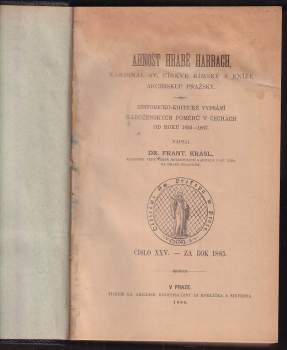 ARNOŠT HRABĚ HARRACH,
KARDINÁL SV. CÍRKVE ŘÍMSKÉ A KNÍŽE
ARCIBISKUP PRAŽSKÝ.
HISTORICKO-KRITICKÉ VYPSÁNÍ
NÁBOŽENSKÝCH POMĚRŮ V ČECHÁCH
OD ROKU 1623-1667.
NAPSAL
DR. FRANT. KRÁSL,
ČÍSLO XXV. — ZA ROK 1885.
V PRAZE.
1886.